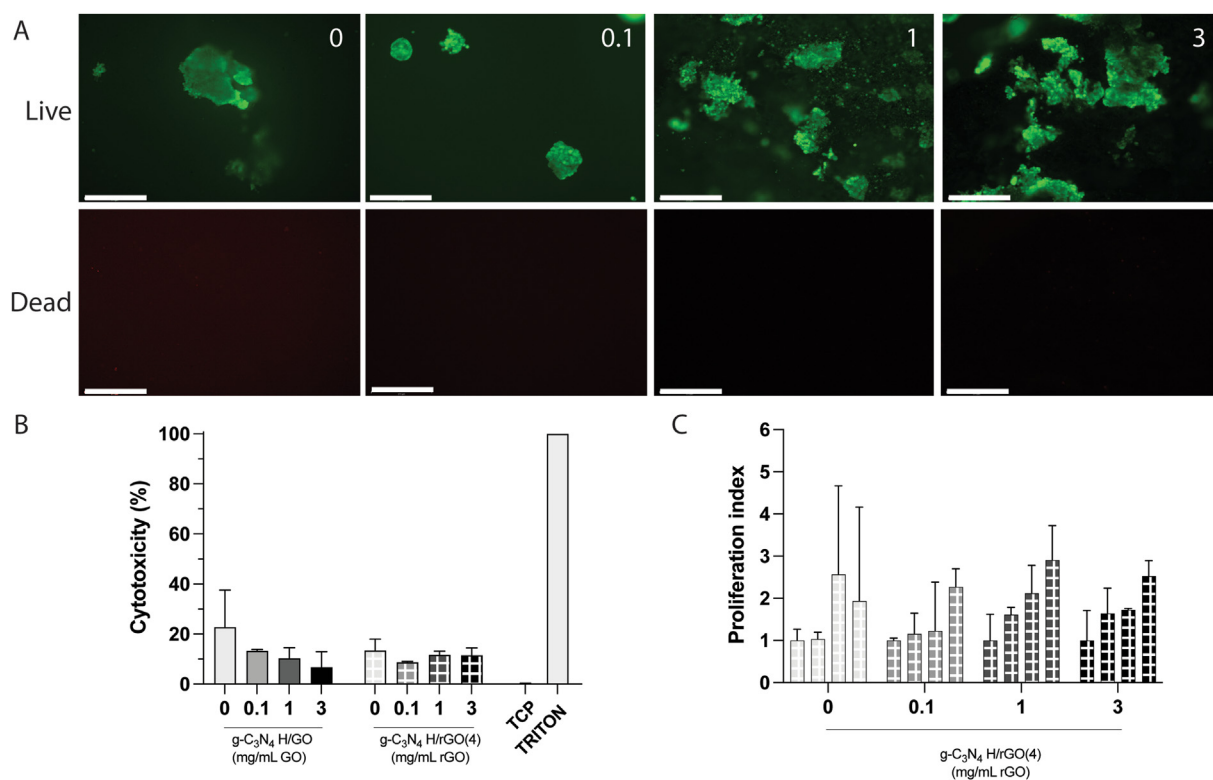 A
0
0.1
1
3
Live
Dead
B
Cytotoxicity (%)
100
80
60
40
20
0
0 0.1 1 3
g-C₃N₄ H/GO
(mg/mL GO)
0 0.1 1 3
g-C₃N₄ H/rGO(4)
(mg/mL rGO)
TCP
TRITON
C
Proliferation index
6
5
4
3
2
1
0
0 0.1 1 3
g-C₃N₄ H/rGO(4)
(mg/mL rGO)